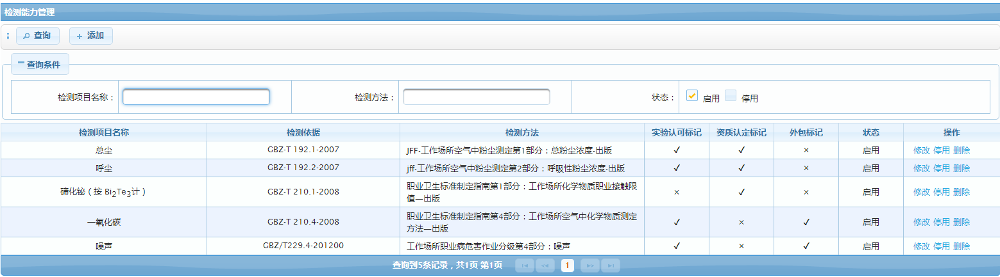 检测能力管理
查询 添加
查询条件
检测项目名称： 检测方法： 状态： 启用 停用
检测项目名称 检测依据 检测方法 实验认可标记 资质认定标记 外包标记 状态 操作
总尘 GBZ-T 192.1-2007 JFF-工作场所空气中粉尘测定第1部分：总粉尘浓度-出版 ✓ ✓ × 启用 修改 停用 删除
呼尘 GBZ-T 192.2-2007 jff-工作场所空气中粉尘测定第2部分：呼吸性粉尘浓度-出版 ✓ ✓ × 启用 修改 停用 删除
碲化铋（按 Bi₂Te₃计） GBZ-T 210.1-2008 职业卫生标准制定指南第1部分：工作场所化学物质职业接触限
值—出版 × ✓ × 启用 修改 停用 删除
一氧化碳 GBZ-T 210.4-2008 职业卫生标准制定指南第4部分：工作场所空气中化学物质测定
方法—出版 ✓ × ✓ 启用 修改 停用 删除
噪声 GBZ/T229.4-201200 工作场所职业病危害作业分级第4部分：噪声 ✓ × ✓ 启用 修改 停用 删除
查询到5条记录，共1页 第1页 1